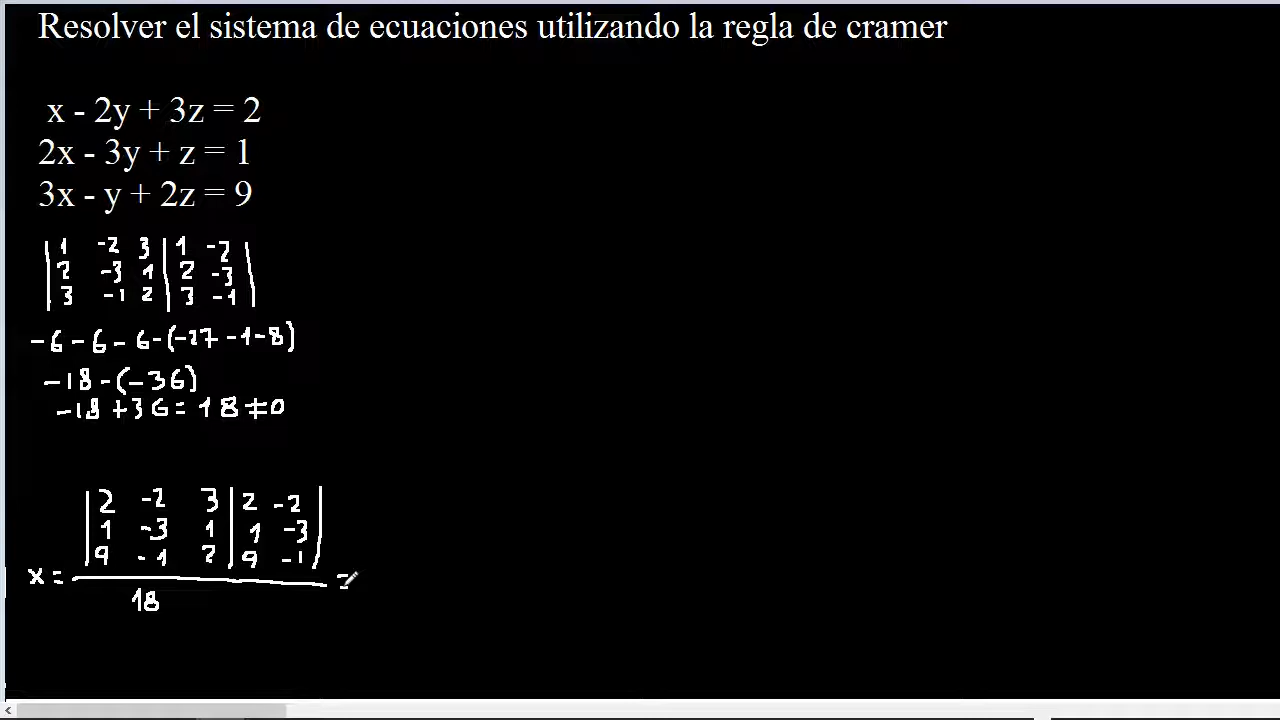 Resolver el sistema de ecuaciones utilizando la regla de cramer
x - 2y + 3z = 2
2x - 3y + z = 1
3x - y + 2z = 9
| 1 -2 3 | 1 -2 |
| 2 -3 1 | 2 -3 |
| 3 -1 2 | 3 -1 |
-6-6-6-(-27-1-8)
-18-(-36)
-18+36=18≠0
| 2 -2 3 | 2 -2 |
| 1 -3 1 | 1 -3 |
| 9 -1 2 | 9 -1 |
x= =
18